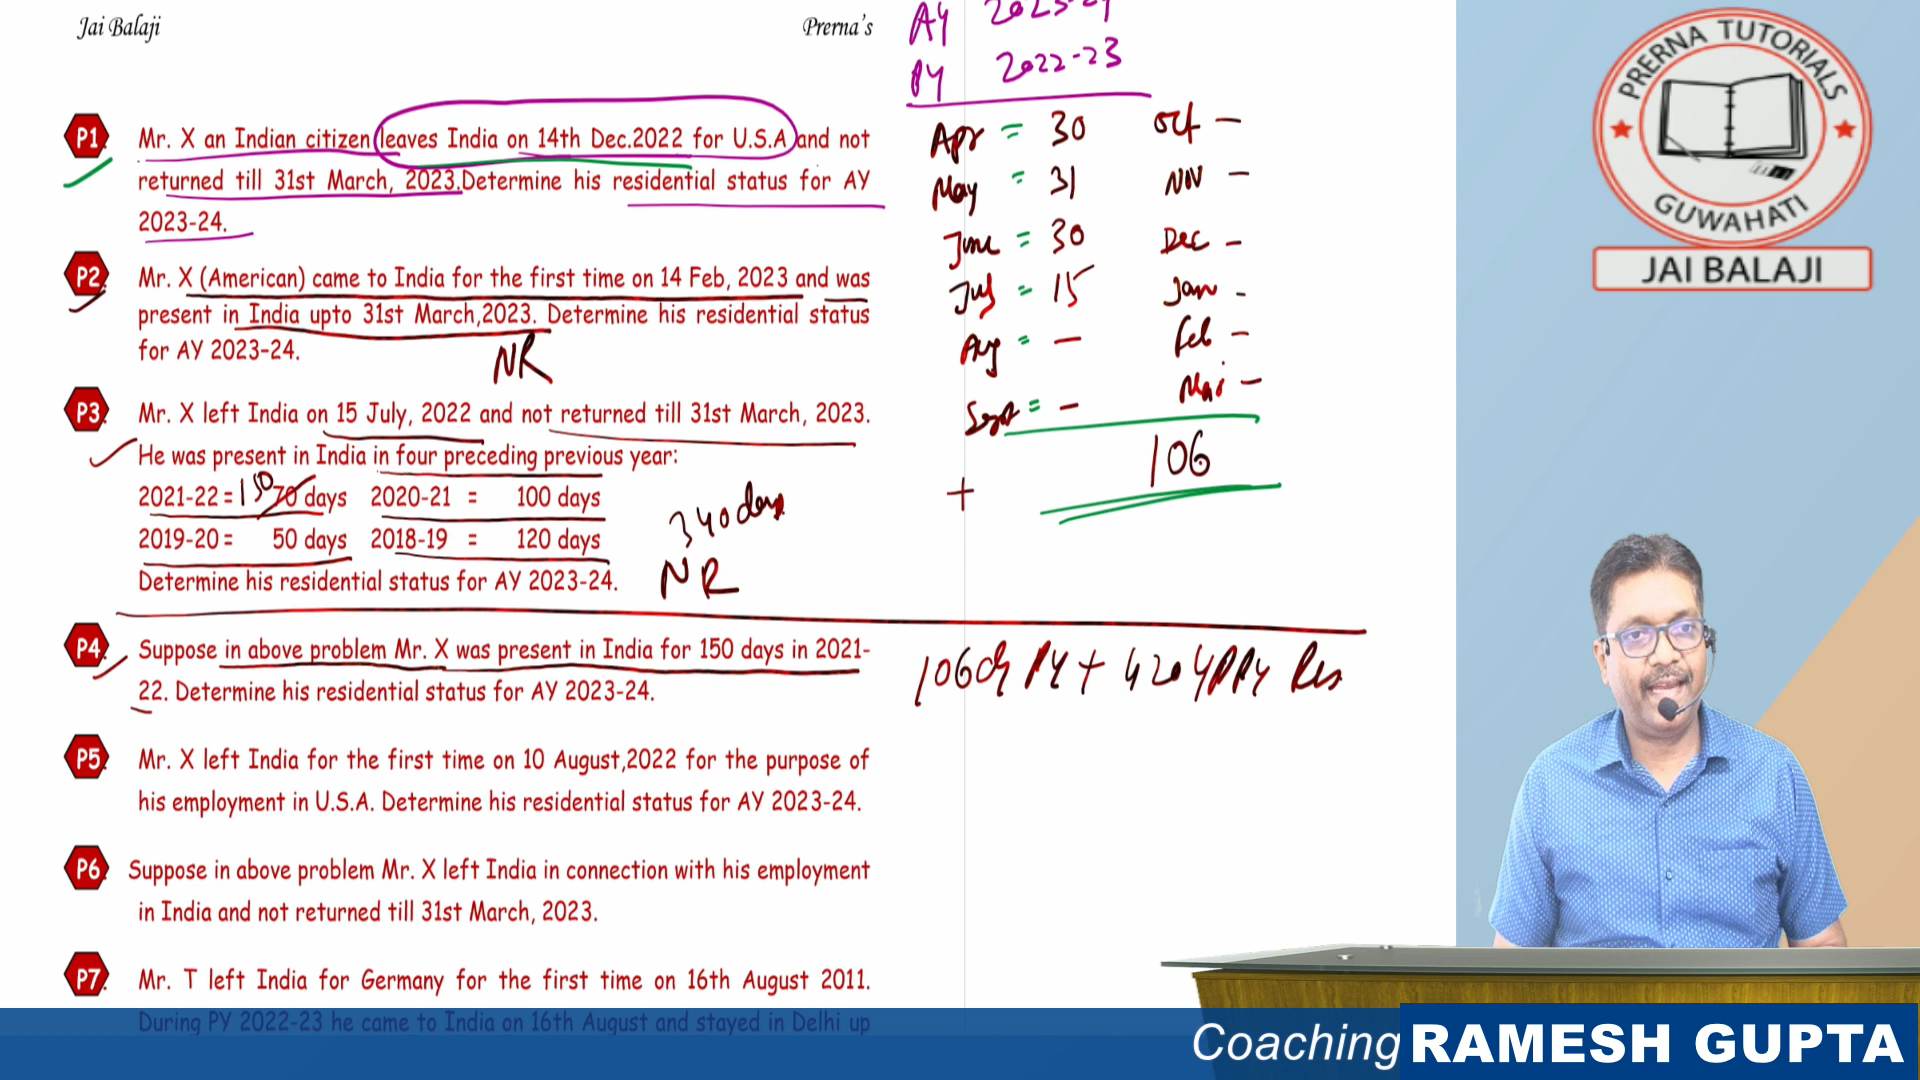 Jai Balaji
Prerna's
AY 2023-24
PY 2022-23
P1. Mr. X an Indian citizen leaves India on 14th Dec.2022 for U.S.A and not
returned till 31st March, 2023.Determine his residential status for AY
2023-24.
P2. Mr. X (American) came to India for the first time on 14 Feb, 2023 and was
present in India upto 31st March,2023. Determine his residential status
for AY 2023-24.
NR
P3. Mr. X left India on 15 July, 2022 and not returned till 31st March, 2023.
He was present in India in four preceding previous year:
2021-22 = 150 70 days 2020-21 = 100 days
2019-20 = 50 days 2018-19 = 120 days
340 days
Determine his residential status for AY 2023-24.
NR
P4. Suppose in above problem Mr. X was present in India for 150 days in 2021-
22. Determine his residential status for AY 2023-24.
P5. Mr. X left India for the first time on 10 August,2022 for the purpose of
his employment in U.S.A. Determine his residential status for AY 2023-24.
P6. Suppose in above problem Mr. X left India in connection with his employment
in India and not returned till 31st March, 2023.
P7. Mr. T left India for Germany for the first time on 16th August 2011.
During PY 2022-23 he came to India on 16th August and stayed in Delhi up
Apr = 30 Oct -
May = 31 Nov -
June = 30 Dec -
July = 15 Jan -
Aug = - Feb -
Sept = - Mar -
106
+
106 PY + 420 4PPY Res
PRERNA TUTORIALS
GUWAHATI
JAI BALAJI
Coaching RAMESH GUPTA